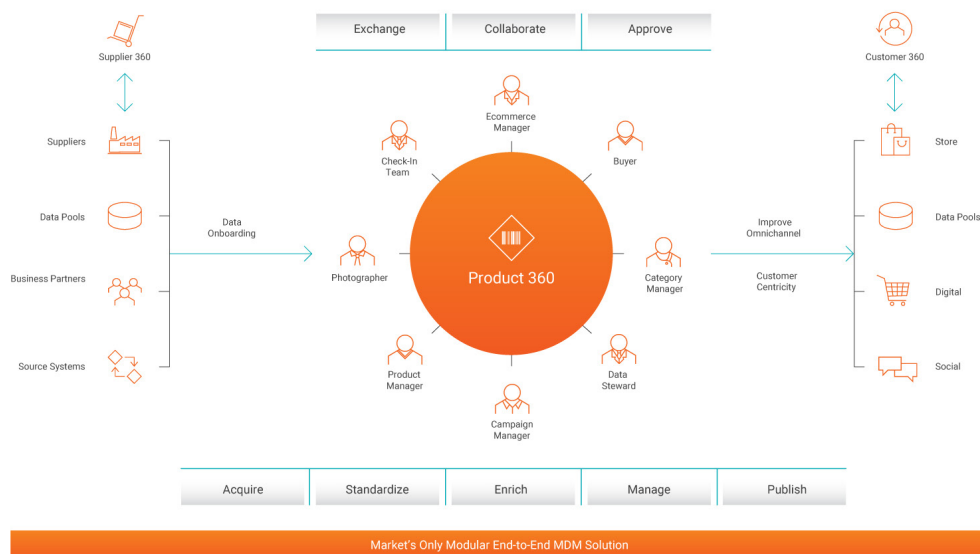 Exchange
Collaborate
Approve
Supplier 360
Customer 360
Suppliers
Data Pools
Business Partners
Source Systems
Data
Onboarding
Ecommerce
Manager
Check-In
Team
Buyer
Photographer
Product 360
Category
Manager
Product
Manager
Data
Steward
Campaign
Manager
Improve
Omnichannel
Customer
Centricity
Store
Data Pools
Digital
Social
Acquire
Standardize
Enrich
Manage
Publish
Market's Only Modular End-to-End MDM Solution